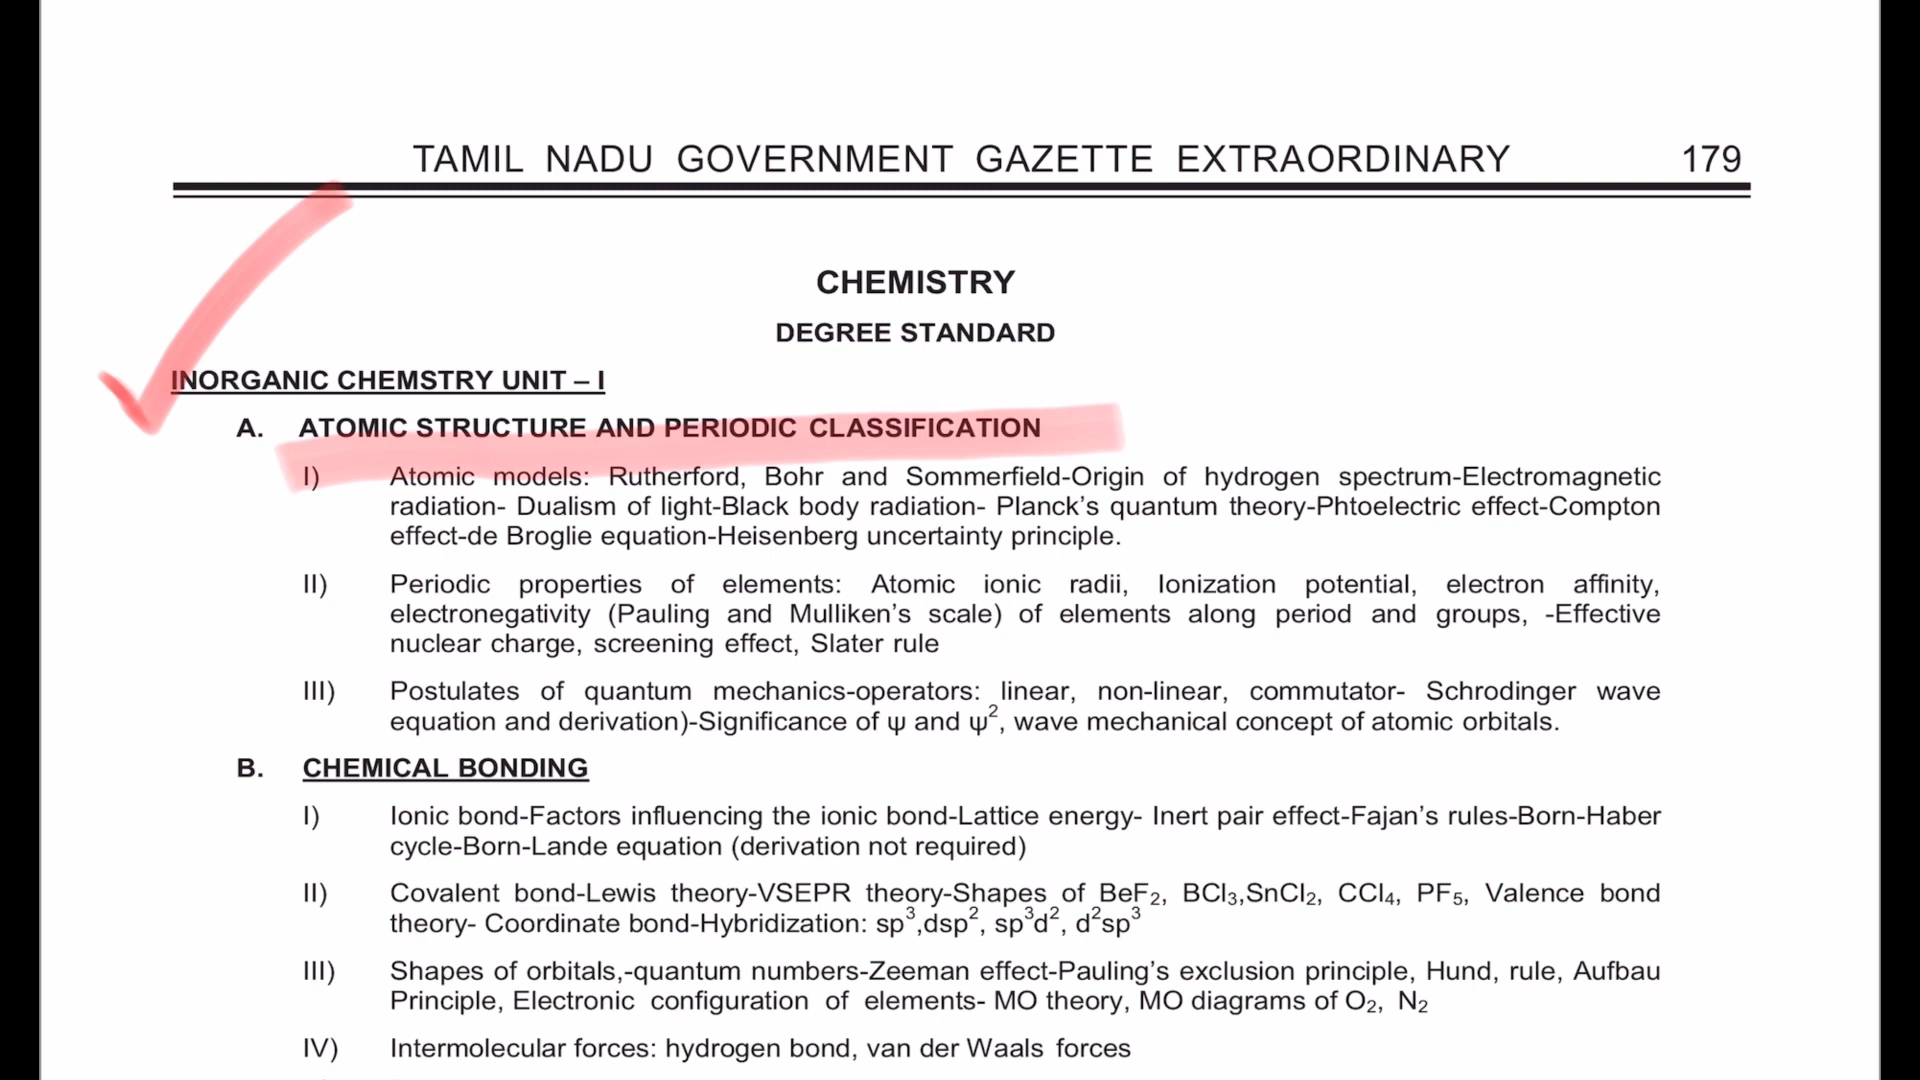 TAMIL NADU GOVERNMENT GAZETTE EXTRAORDINARY 179
CHEMISTRY
DEGREE STANDARD
INORGANIC CHEMSTRY UNIT – I
A. ATOMIC STRUCTURE AND PERIODIC CLASSIFICATION
I) Atomic models: Rutherford, Bohr and Sommerfield-Origin of hydrogen spectrum-Electromagnetic
radiation- Dualism of light-Black body radiation- Planck's quantum theory-Phtoelectric effect-Compton
effect-de Broglie equation-Heisenberg uncertainty principle.
II) Periodic properties of elements: Atomic ionic radii, Ionization potential, electron affinity,
electronegativity (Pauling and Mulliken's scale) of elements along period and groups, -Effective
nuclear charge, screening effect, Slater rule
III) Postulates of quantum mechanics-operators: linear, non-linear, commutator- Schrodinger wave
equation and derivation)-Significance of ψ and ψ², wave mechanical concept of atomic orbitals.
B. CHEMICAL BONDING
I) Ionic bond-Factors influencing the ionic bond-Lattice energy- Inert pair effect-Fajan's rules-Born-Haber
cycle-Born-Lande equation (derivation not required)
II) Covalent bond-Lewis theory-VSEPR theory-Shapes of BeF₂, BCl₃,SnCl₂, CCl₄, PF₅, Valence bond
theory- Coordinate bond-Hybridization: sp³,dsp², sp³d², d²sp³
III) Shapes of orbitals,-quantum numbers-Zeeman effect-Pauling's exclusion principle, Hund, rule, Aufbau
Principle, Electronic configuration of elements- MO theory, MO diagrams of O₂, N₂
IV) Intermolecular forces: hydrogen bond, van der Waals forces